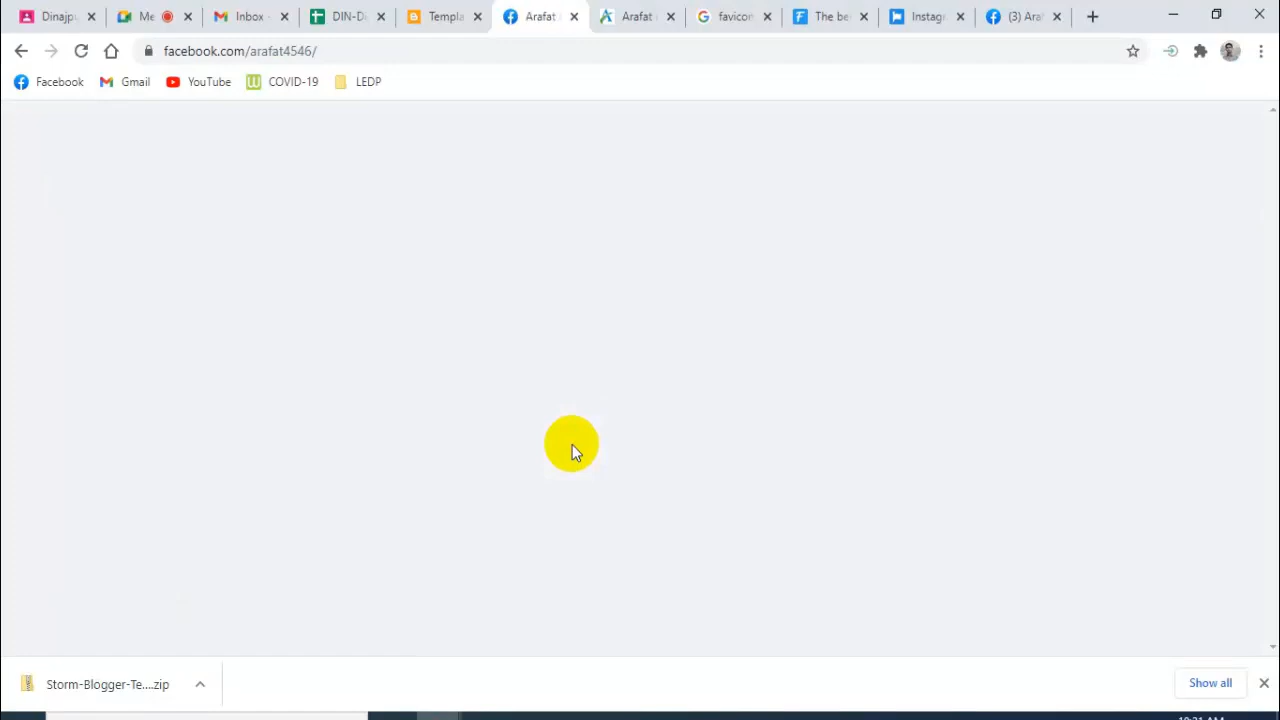 Dinajpu
Me
Inbox
DIN-D
Templa
Arafat
Arafat
favicon
The be
Instag
(3) Ara
facebook.com/arafat4546/
Facebook
Gmail
YouTube
COVID-19
LEDP
Storm-Blogger-Te....zip
Show all